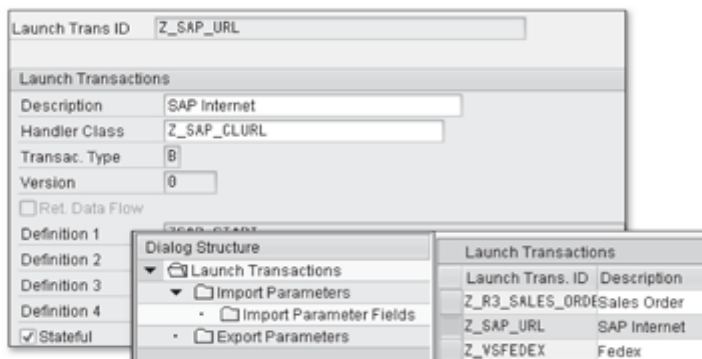 Launch Trans ID Z_SAP_URL
Launch Transactions
Description SAP Internet
Handler Class Z_SAP_CLURL
Transac. Type B
Version 0
Ret. Data Flow
Definition 1
Definition 2
Definition 3
Definition 4
Stateful
Dialog Structure
Launch Transactions
Import Parameters
Import Parameter Fields
Export Parameters
Launch Transactions
Launch Trans. ID Description
Z_R3_SALES_ORDE Sales Order
Z_SAP_URL SAP Internet
Z_VSFEDEX Fedex